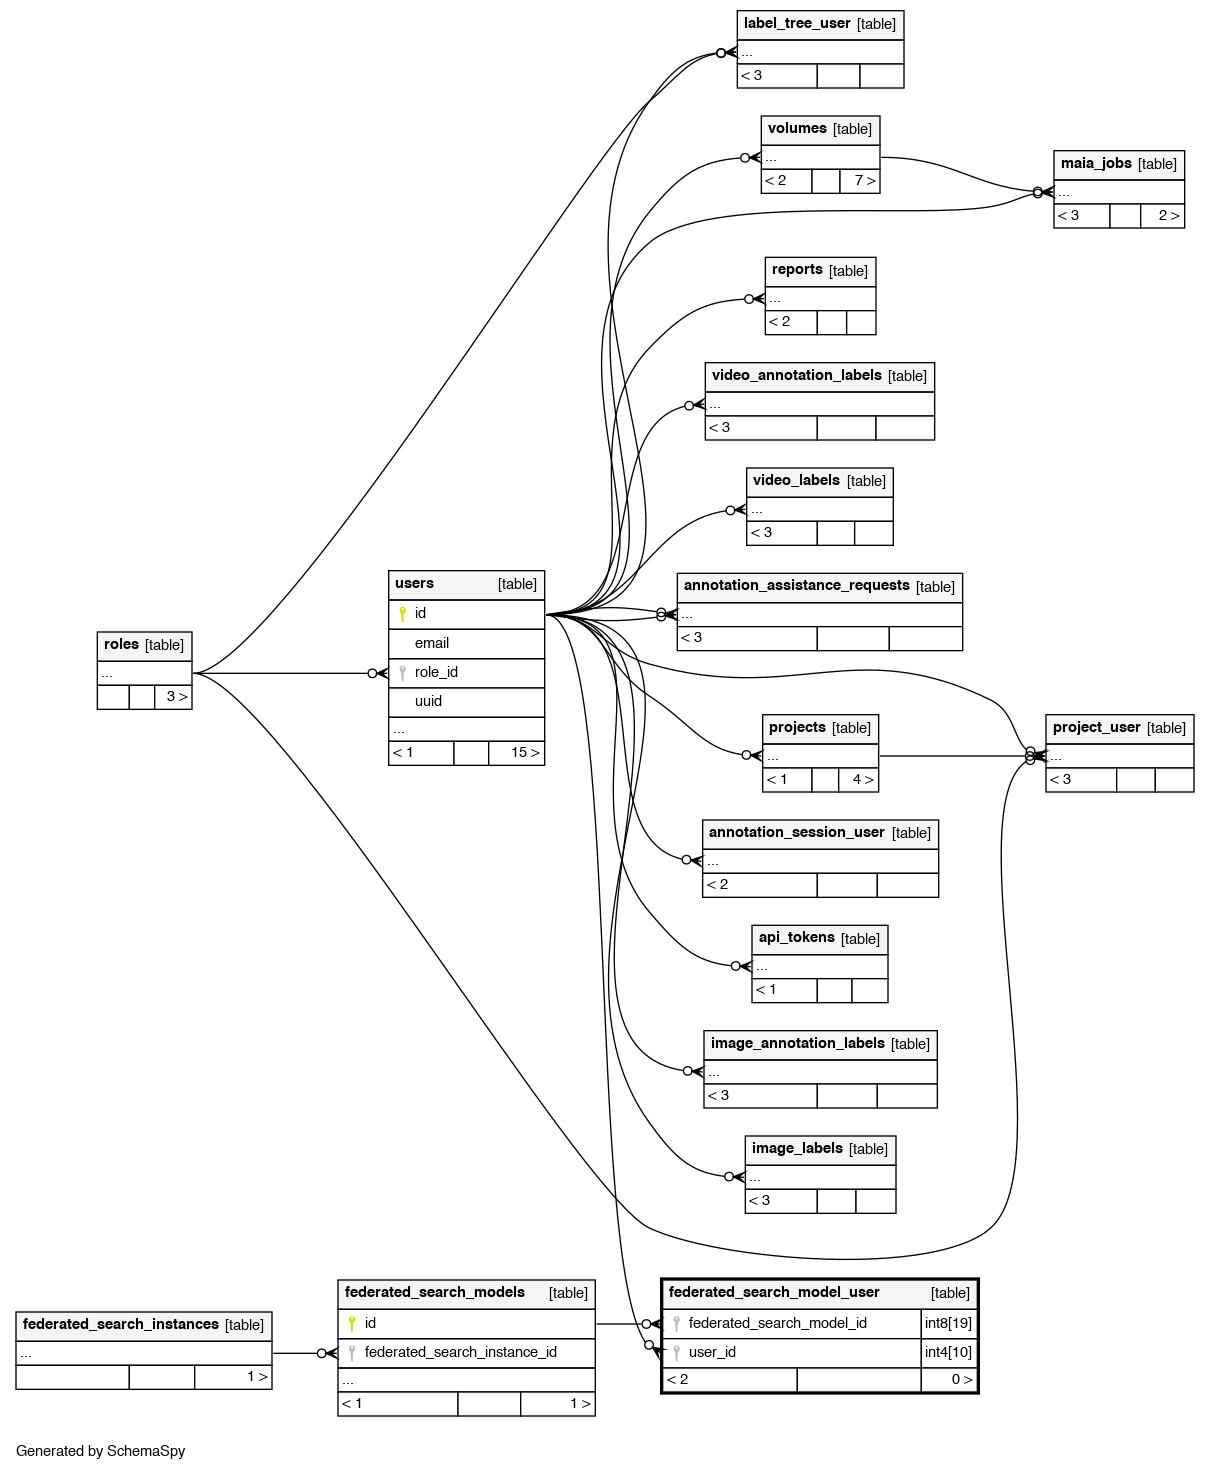 label_tree_user [table]
...
< 3
volumes [table]
...
< 2 7 >
maia_jobs [table]
...
< 3 2 >
reports [table]
...
< 2
video_annotation_labels [table]
...
< 3
video_labels [table]
...
< 3
annotation_assistance_requests [table]
...
< 3
users [table]
id
email
role_id
uuid
...
< 1 15 >
roles [table]
...
3 >
projects [table]
...
< 1 4 >
project_user [table]
...
< 3
annotation_session_user [table]
...
< 2
api_tokens [table]
...
< 1
image_annotation_labels [table]
...
< 3
image_labels [table]
...
< 3
federated_search_instances [table]
...
1 >
federated_search_models [table]
id
federated_search_instance_id
...
< 1 1 >
federated_search_model_user [table]
federated_search_model_id int8[19]
user_id int4[10]
< 2 0 >
Generated by SchemaSpy